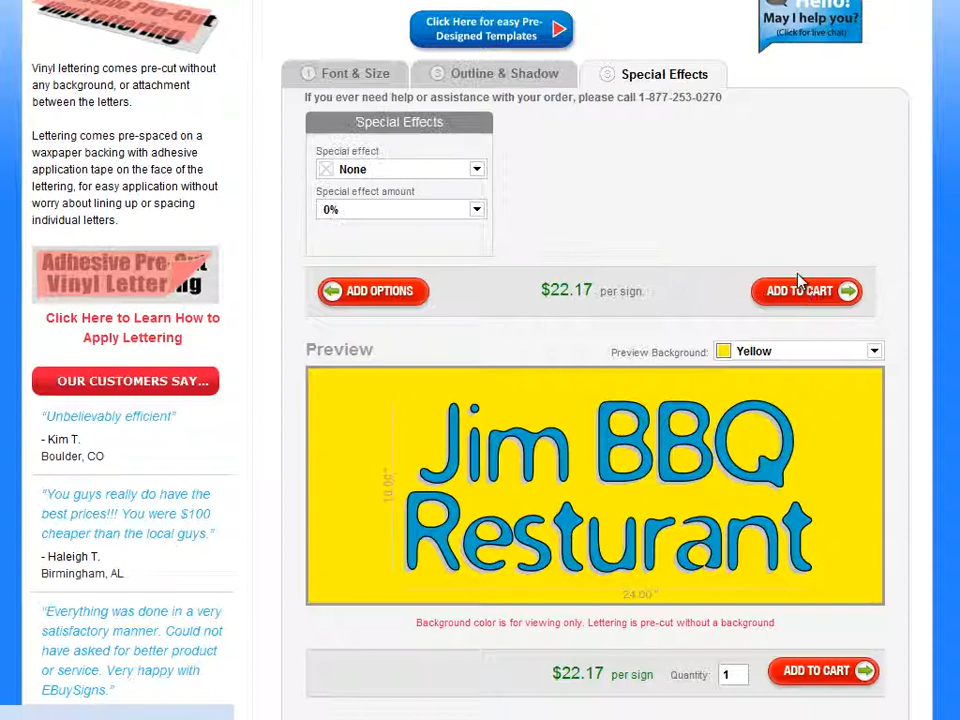 Adhesive Pre-Cut
Vinyl Lettering
Click Here for easy Pre-
Designed Templates
Hello!
May I help you?
(Click for live chat)
Vinyl lettering comes pre-cut without
any background, or attachment
between the letters.
Lettering comes pre-spaced on a
waxpaper backing with adhesive
application tape on the face of the
lettering, for easy application without
worry about lining up or spacing
individual letters.
Adhesive Pre-Cut
Vinyl Lettering
Click Here to Learn How to
Apply Lettering
OUR CUSTOMERS SAY...
"Unbelievably efficient"
- Kim T.
Boulder, CO
"You guys really do have the
best prices!!! You were $100
cheaper than the local guys."
- Haleigh T.
Birmingham, AL
"Everything was done in a very
satisfactory manner. Could not
have asked for better product
or service. Very happy with
EBuySigns."
Font & Size
Outline & Shadow
Special Effects
If you ever need help or assistance with your order, please call 1-877-253-0270
Special Effects
Special effect
None
Special effect amount
0%
ADD OPTIONS
$22.17 per sign
ADD TO CART
Preview
Preview Background:
Yellow
Jim BBQ
Resturant
10.00"
24.00"
Background color is for viewing only. Lettering is pre-cut without a background
$22.17 per sign
Quantity:
1
ADD TO CART